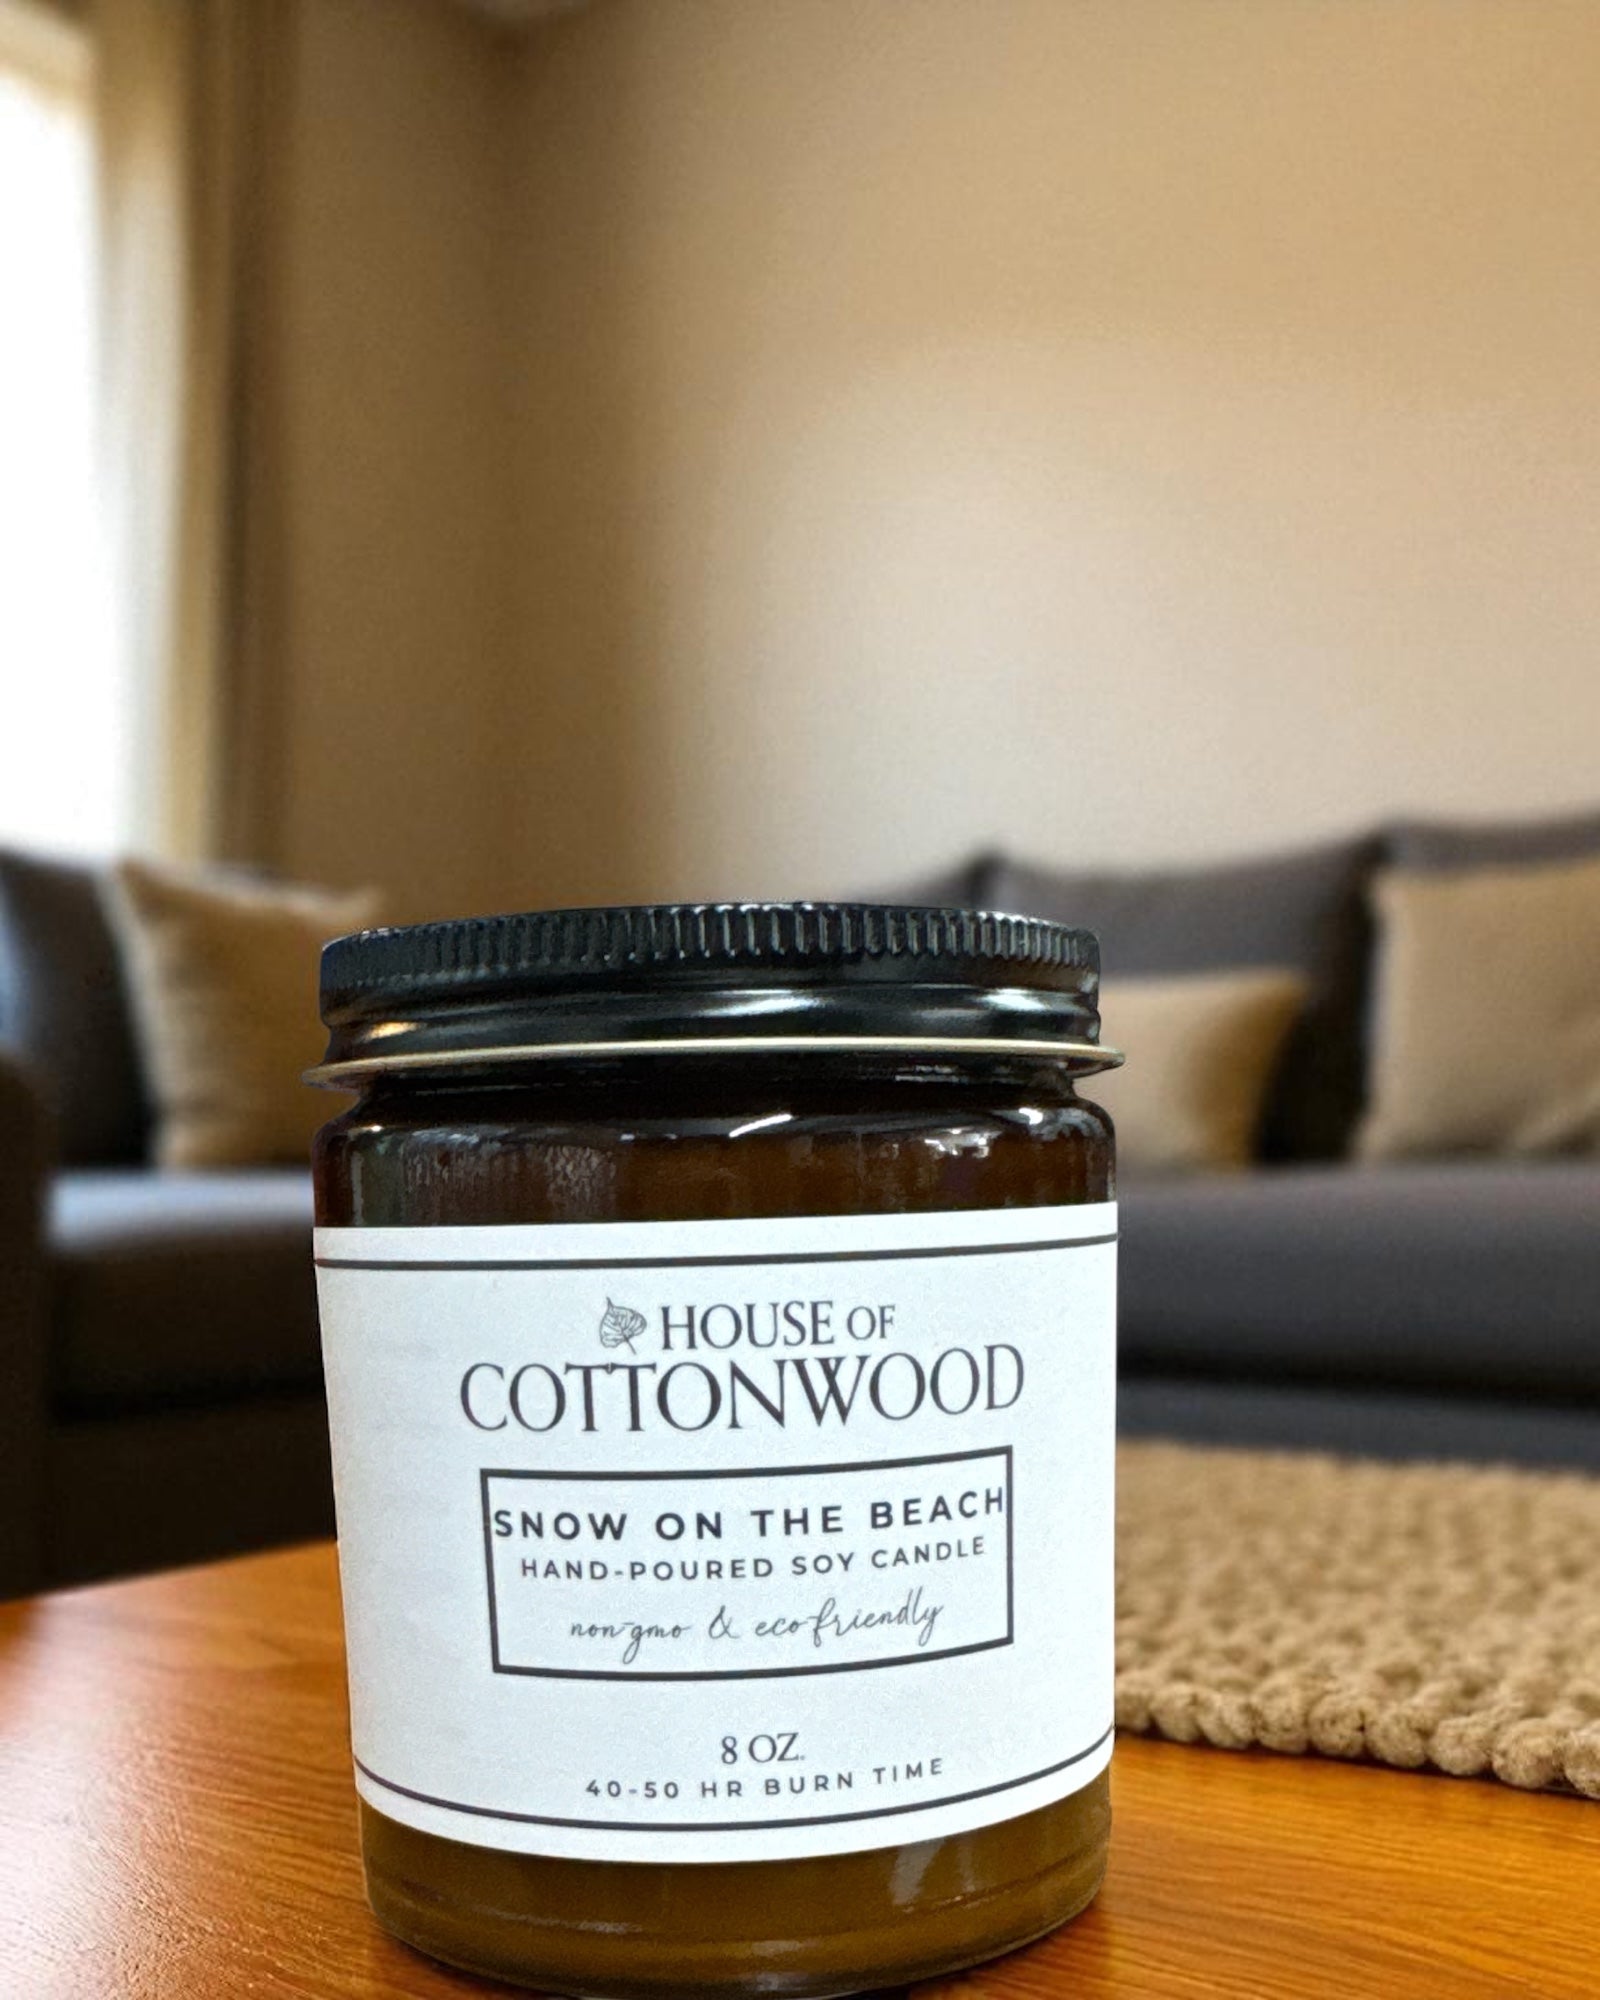 HOUSE OF
COTTONWOOD
SNOW ON THE BEACH
HAND-POURED SOY CANDLE
non-gmo & eco-friendly
8 OZ.
40-50 HR BURN TIME